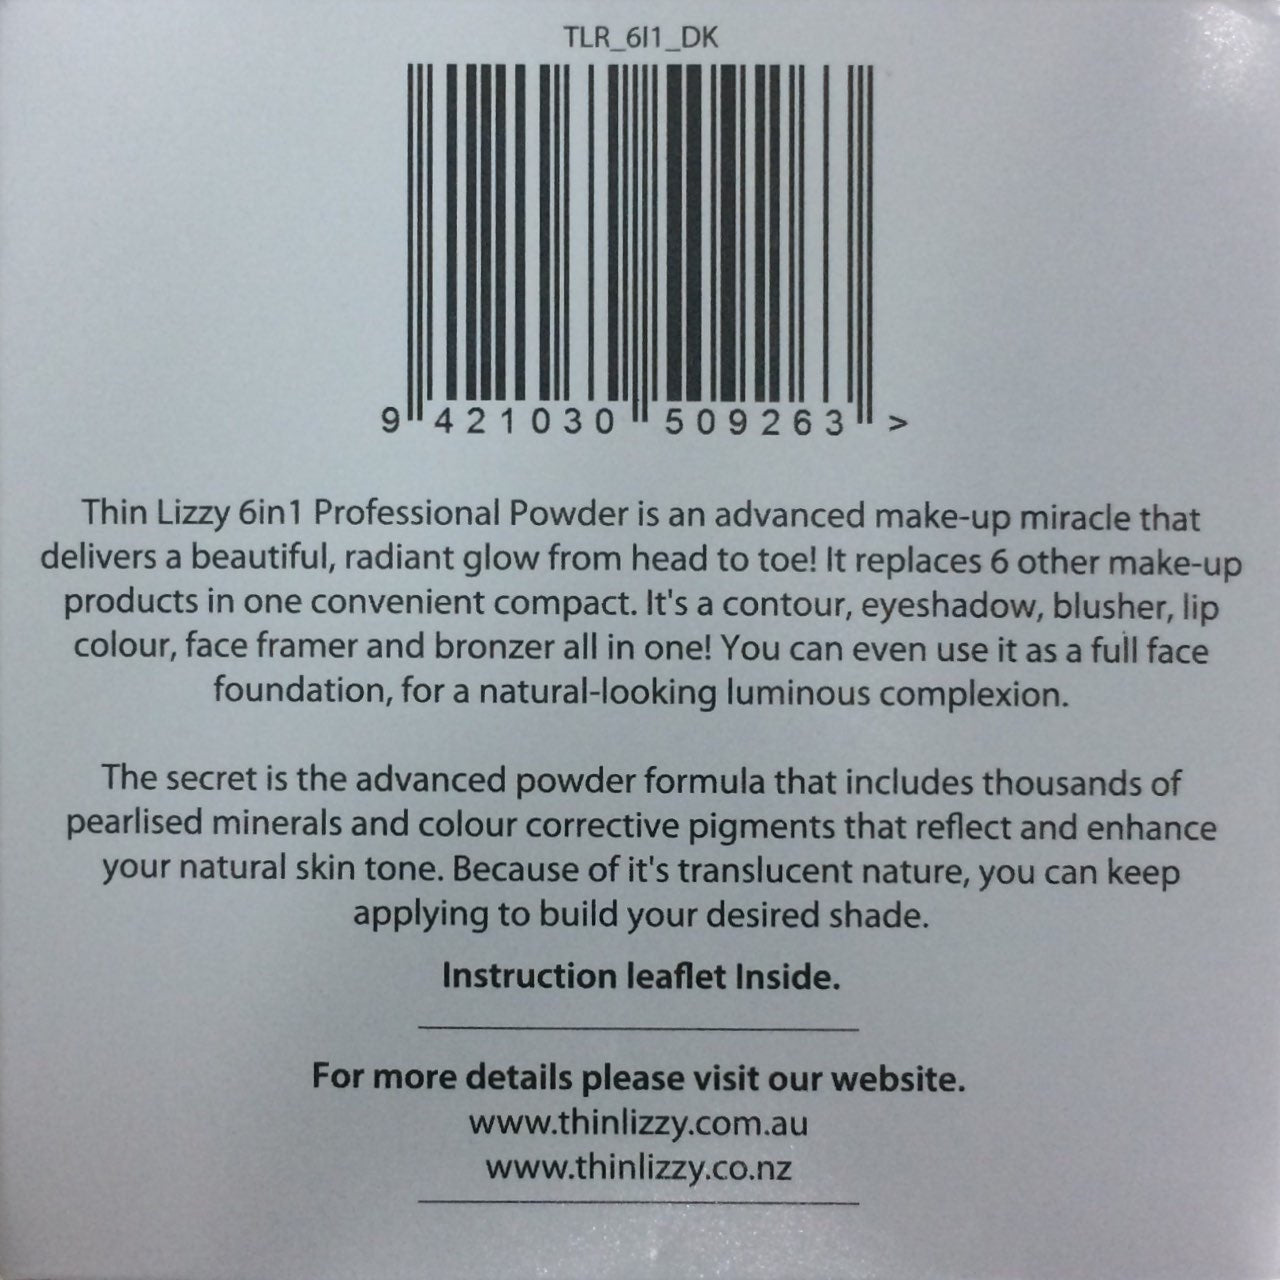 TLR_6I1_DK
9 421030 509263 >
Thin Lizzy 6in1 Professional Powder is an advanced make-up miracle that
delivers a beautiful, radiant glow from head to toe! It replaces 6 other make-up
products in one convenient compact. It's a contour, eyeshadow, blusher, lip
colour, face framer and bronzer all in one! You can even use it as a full face
foundation, for a natural-looking luminous complexion.
The secret is the advanced powder formula that includes thousands of
pearlised minerals and colour corrective pigments that reflect and enhance
your natural skin tone. Because of it's translucent nature, you can keep
applying to build your desired shade.
Instruction leaflet Inside.
For more details please visit our website.
www.thinlizzy.com.au
www.thinlizzy.co.nz